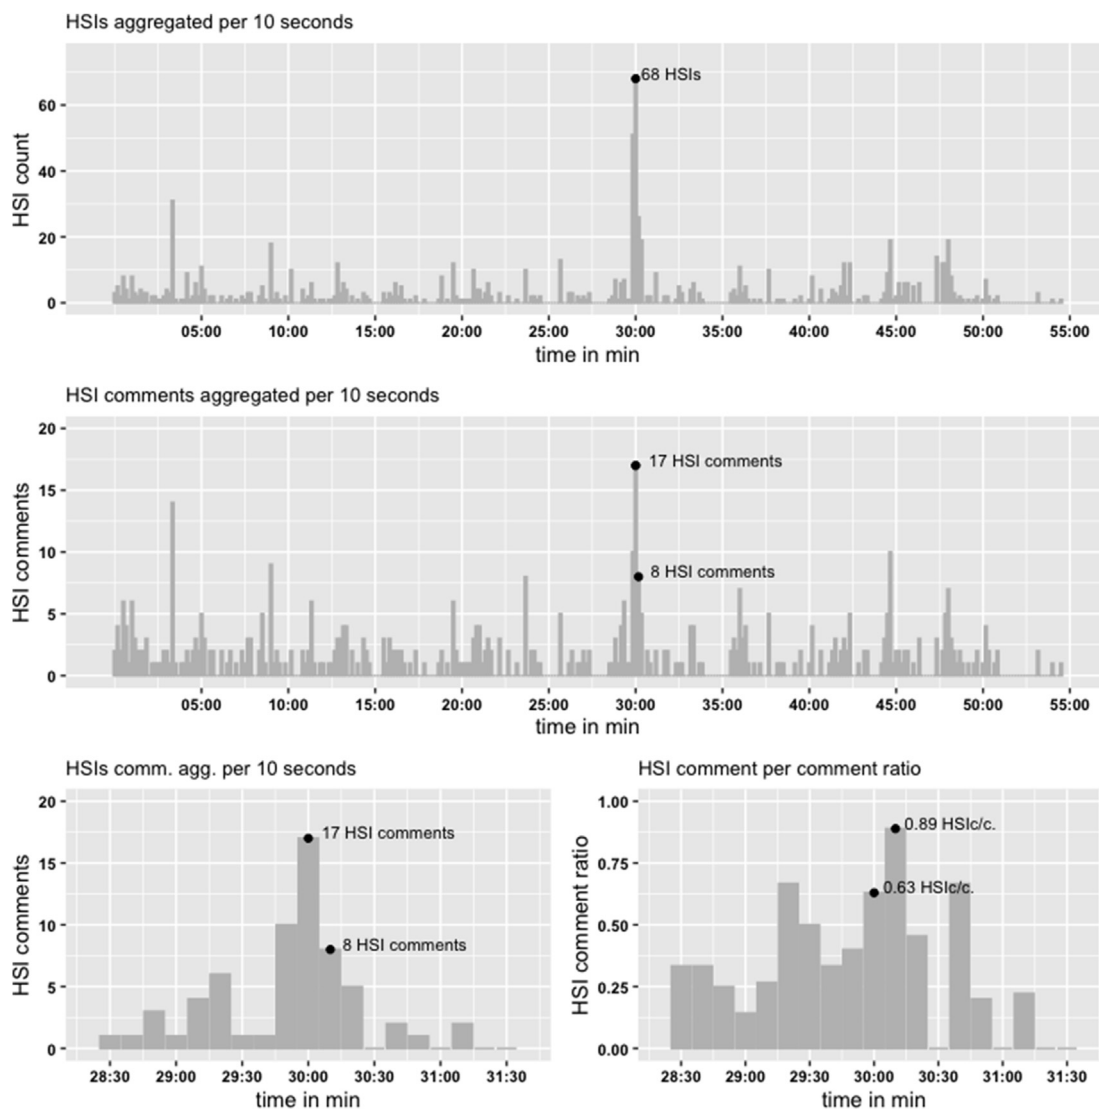 HSIs aggregated per 10 seconds
HSI count
60
40
20
0
68 HSIs
05:00 10:00 15:00 20:00 25:00 30:00 35:00 40:00 45:00 50:00 55:00
time in min
HSI comments aggregated per 10 seconds
HSI comments
20
15
10
5
0
17 HSI comments
8 HSI comments
05:00 10:00 15:00 20:00 25:00 30:00 35:00 40:00 45:00 50:00 55:00
time in min
HSIs comm. agg. per 10 seconds
HSI comments
20
15
10
5
0
17 HSI comments
8 HSI comments
28:30 29:00 29:30 30:00 30:30 31:00 31:30
time in min
HSI comment per comment ratio
HSI comment ratio
1.00
0.75
0.50
0.25
0.00
0.89 HSIc/c.
0.63 HSIc/c.
28:30 29:00 29:30 30:00 30:30 31:00 31:30
time in min